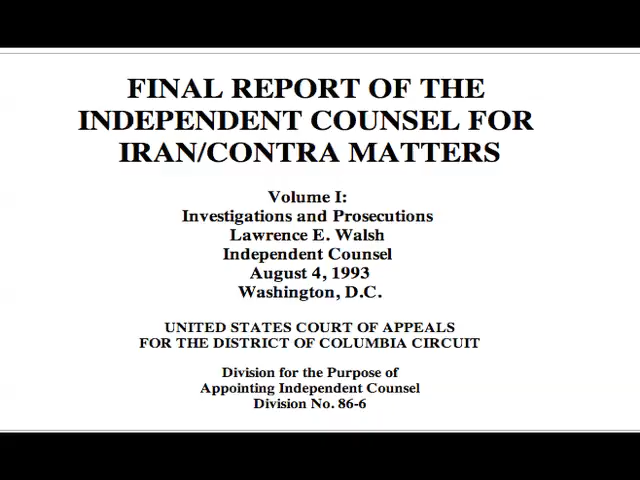 FINAL REPORT OF THE
INDEPENDENT COUNSEL FOR
IRAN/CONTRA MATTERS
Volume I:
Investigations and Prosecutions
Lawrence E. Walsh
Independent Counsel
August 4, 1993
Washington, D.C.
UNITED STATES COURT OF APPEALS
FOR THE DISTRICT OF COLUMBIA CIRCUIT
Division for the Purpose of
Appointing Independent Counsel
Division No. 86-6